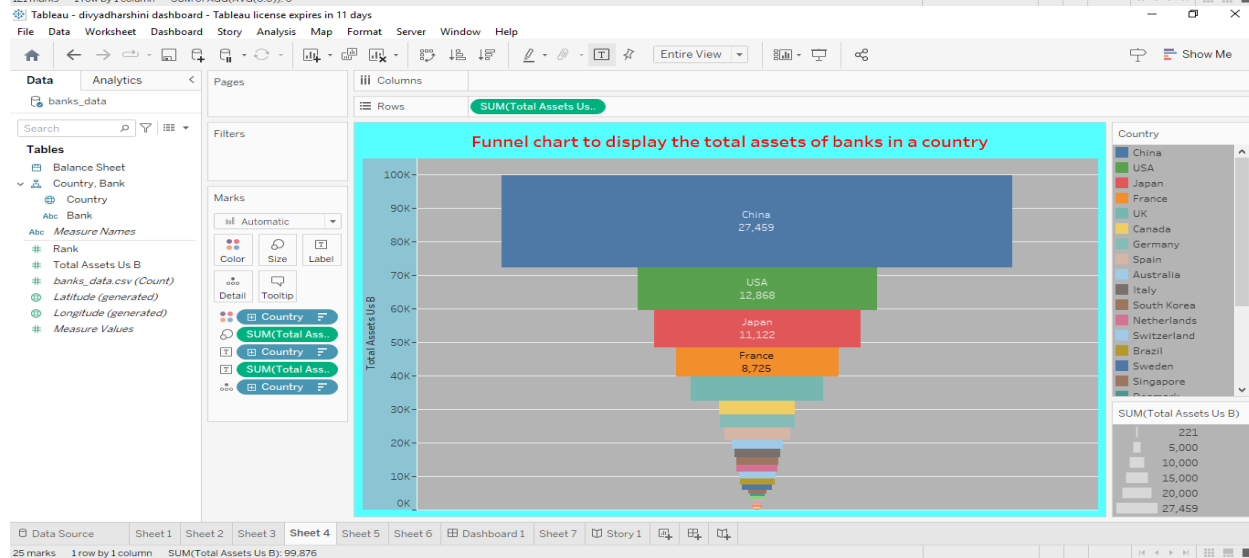 Tableau - divyadharshini dashboard - Tableau license expires in 11 days
File Data Worksheet Dashboard Story Analysis Map Format Server Window Help
Entire View
Show Me
Data Analytics
banks_data
Search
Tables
Balance Sheet
Country, Bank
Country
Abc Bank
Abc Measure Names
# Rank
# Total Assets Us B
# banks_data.csv (Count)
Latitude (generated)
Longitude (generated)
# Measure Values
Pages
Filters
Marks
Automatic
Color Size Label
Detail Tooltip
Country
SUM(Total Ass..
Country
SUM(Total Ass..
Country
iii Columns
Rows
SUM(Total Assets Us..
Funnel chart to display the total assets of banks in a country
Total Assets Us B
100K
90K
80K
70K
60K
50K
40K
30K
20K
10K
0K
China
27,459
USA
12,868
Japan
11,122
France
8,725
Country
China
USA
Japan
France
UK
Canada
Germany
Spain
Australia
Italy
South Korea
Netherlands
Switzerland
Brazil
Sweden
Singapore
SUM(Total Assets Us B)
221
5,000
10,000
15,000
20,000
27,459
Data Source Sheet 1 Sheet 2 Sheet 3 Sheet 4 Sheet 5 Sheet 6 Dashboard 1 Sheet 7 Story 1
25 marks 1 row by 1 column SUM(Total Assets Us B): 99,876